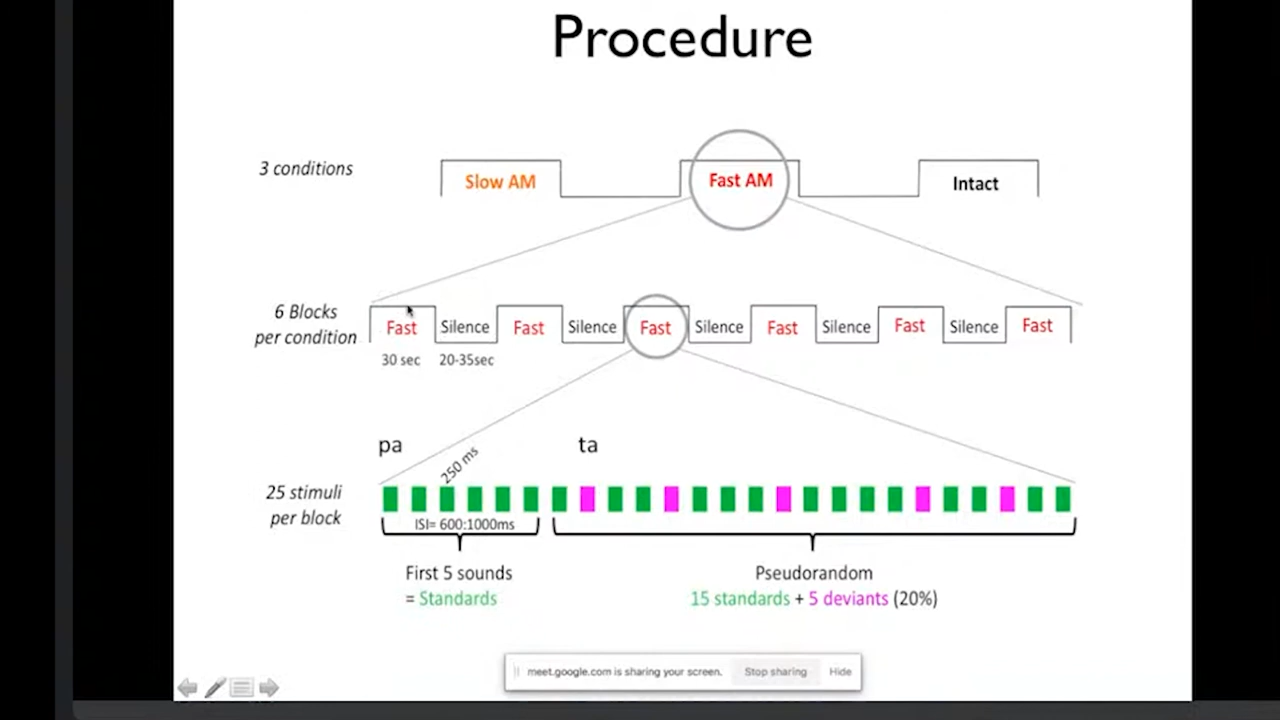 Procedure
3 conditions
Slow AM
Fast AM
Intact
6 Blocks
per condition
Fast
Silence
Fast
Silence
Fast
Silence
Fast
Silence
Fast
Silence
Fast
30 sec
20-35sec
pa
250 ms
ta
25 stimuli
per block
ISI= 600:1000ms
First 5 sounds
= Standards
Pseudorandom
15 standards + 5 deviants (20%)
meet.google.com is sharing your screen.
Stop sharing
Hide